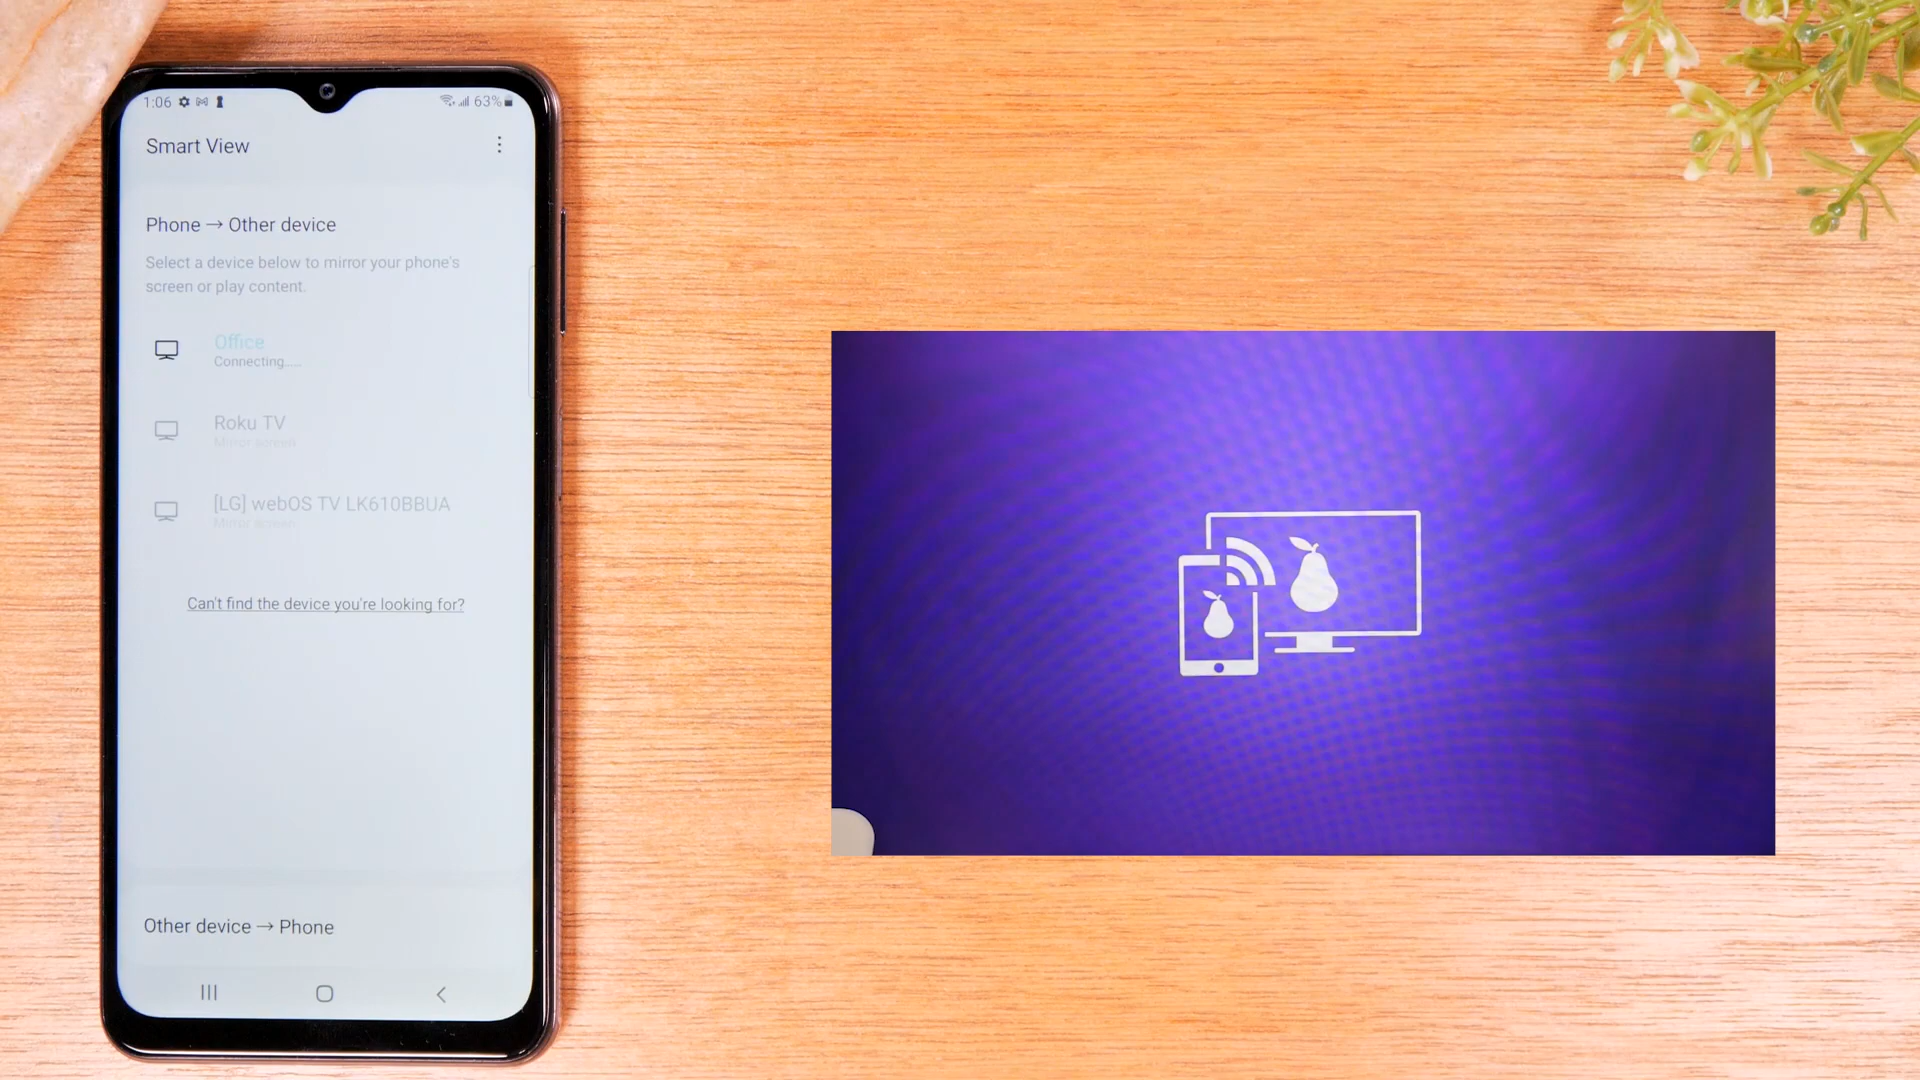 1:06
63%
Smart View
Phone → Other device
Select a device below to mirror your phone's
screen or play content.
Office
Connecting.....
Roku TV
Mirror screen
[LG] webOS TV LK610BBUA
Mirror screen
Can't find the device you're looking for?
Other device → Phone